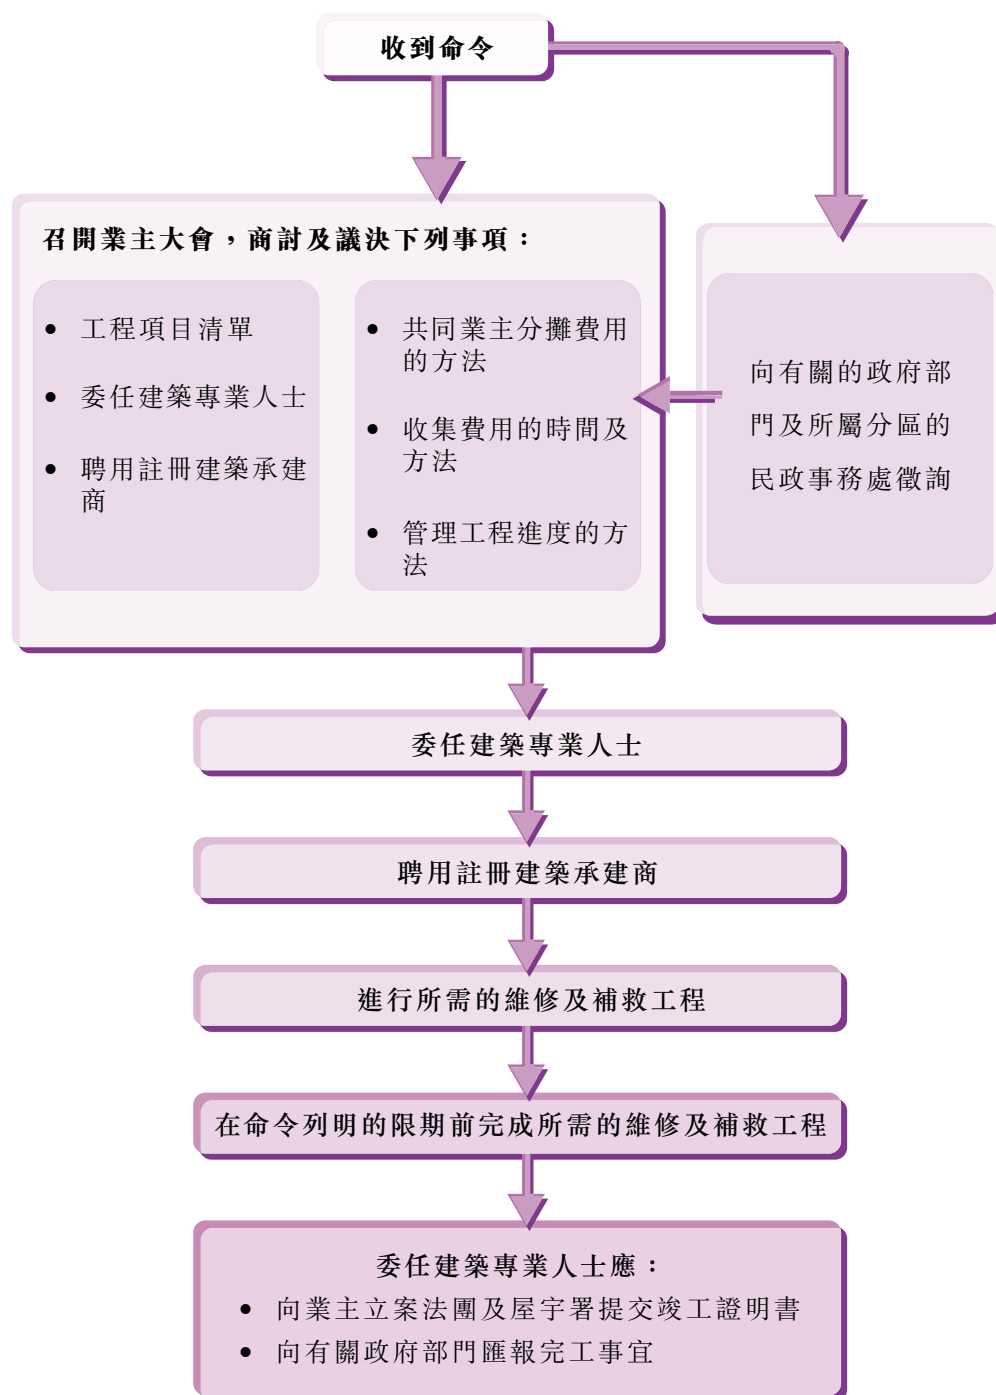 收到命令
召開業主大會，商討及議決下列事項：
• 工程項目清單
• 委任建築專業人士
• 聘用註冊建築承建
商
• 共同業主分攤費用
的方法
• 收集費用的時間及
方法
• 管理工程進度的方
法
向有關的政府部
門及所屬分區的
民政事務處徵詢
委任建築專業人士
聘用註冊建築承建商
進行所需的維修及補救工程
在命令列明的限期前完成所需的維修及補救工程
委任建築專業人士應：
• 向業主立案法團及屋宇署提交竣工證明書
• 向有關政府部門匯報完工事宜